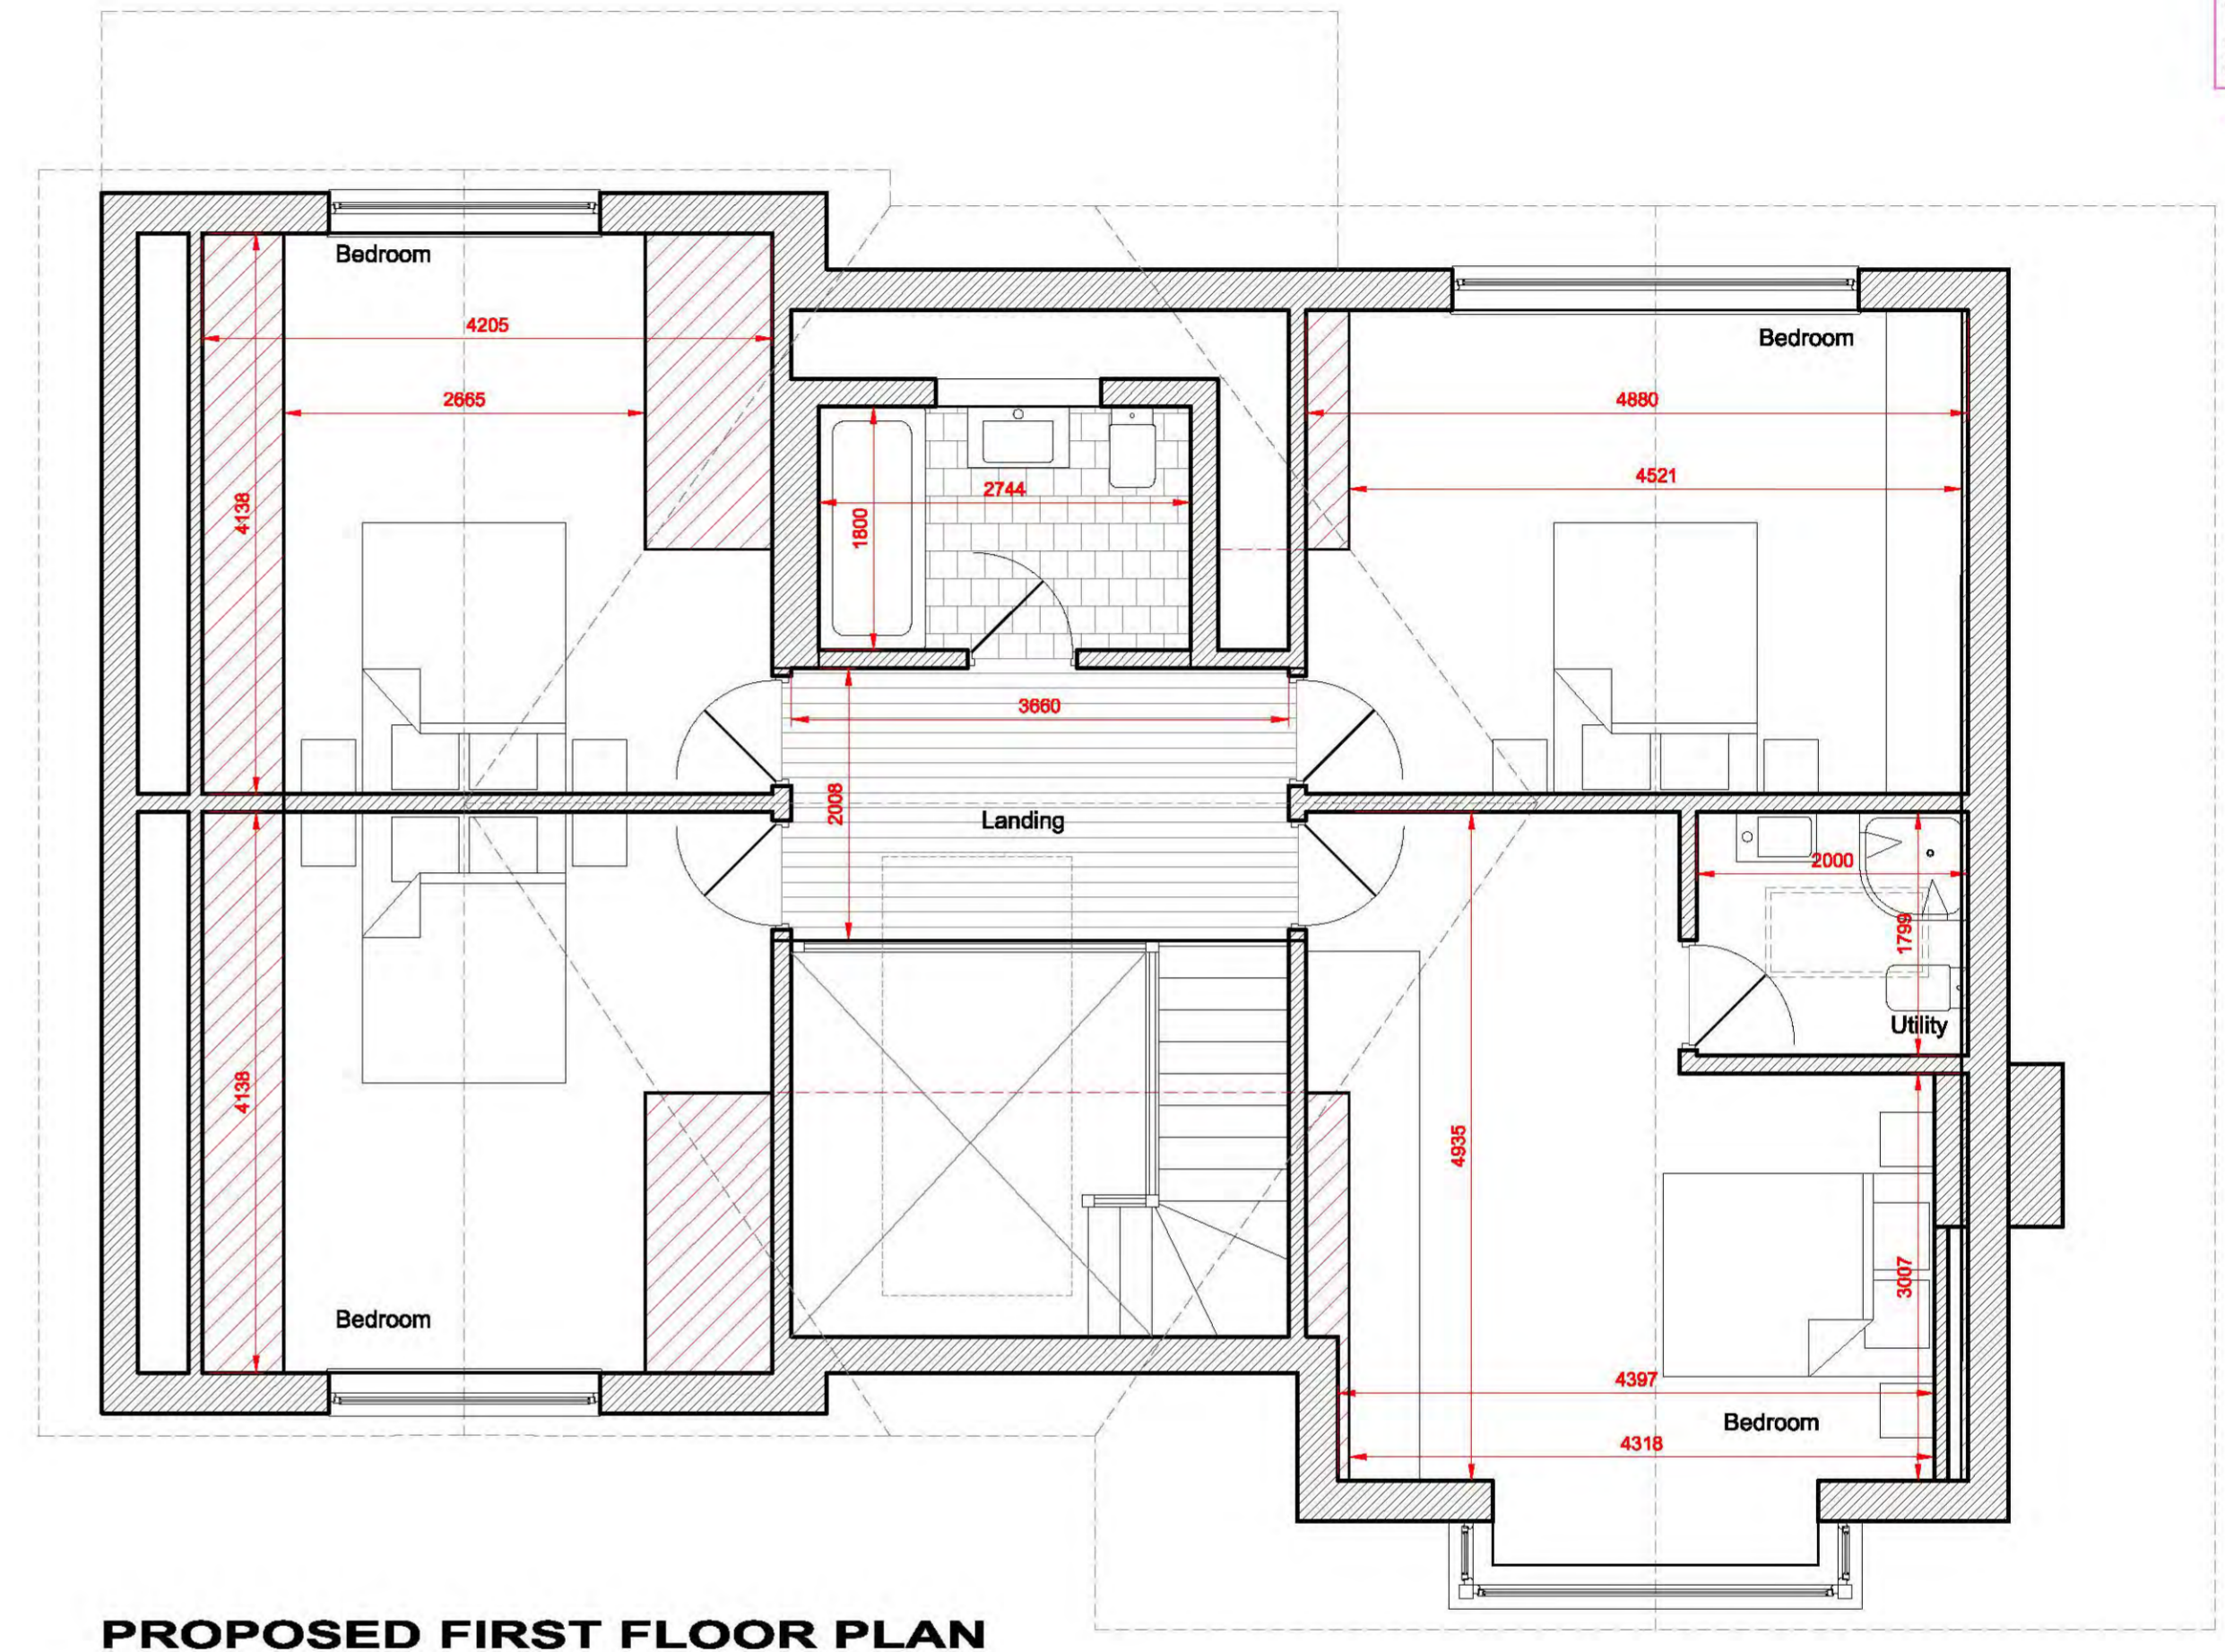 Bedroom
Bedroom
4205
4880
2665
4521
2744
4138
1800
3660
2008
Landing
2000
1799
Utility
4138
4935
3007
Bedroom
4397
Bedroom
4318
PROPOSED FIRST FLOOR PLAN